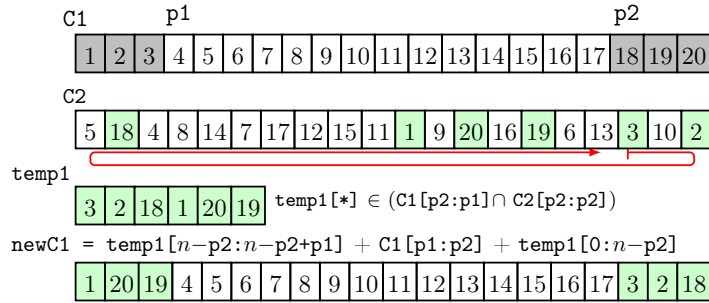 C1 p1 p2
1 2 3 4 5 6 7 8 9 10 11 12 13 14 15 16 17 18 19 20
C2
5 18 4 8 14 7 17 12 15 11 1 9 20 16 19 6 13 3 10 2
temp1
3 2 18 1 20 19 temp1[*] ∈ (C1[p2:p1]∩ C2[p2:p2])
newC1 = temp1[n−p2:n−p2+p1] + C1[p1:p2] + temp1[0:n−p2]
1 20 19 4 5 6 7 8 9 10 11 12 13 14 15 16 17 3 2 18